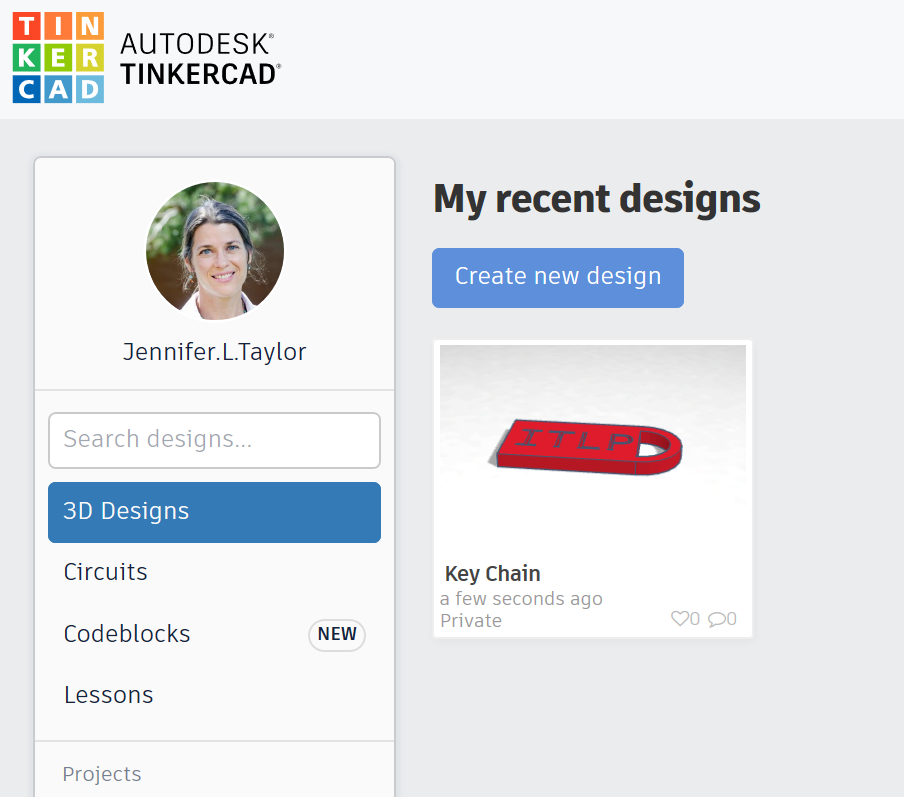 TIN
KER
CAD
AUTODESK®
TINKERCAD®
Jennifer.L.Taylor
Search designs...
3D Designs
Circuits
Codeblocks NEW
Lessons
Projects
My recent designs
Create new design
ITLP
Key Chain
a few seconds ago
Private
0 0